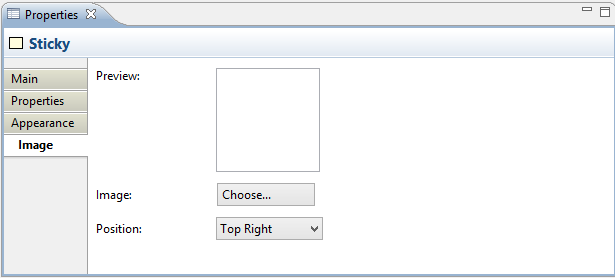 Properties
Sticky
Main
Properties
Appearance
Image
Preview:
Image:
Choose...
Position:
Top Right